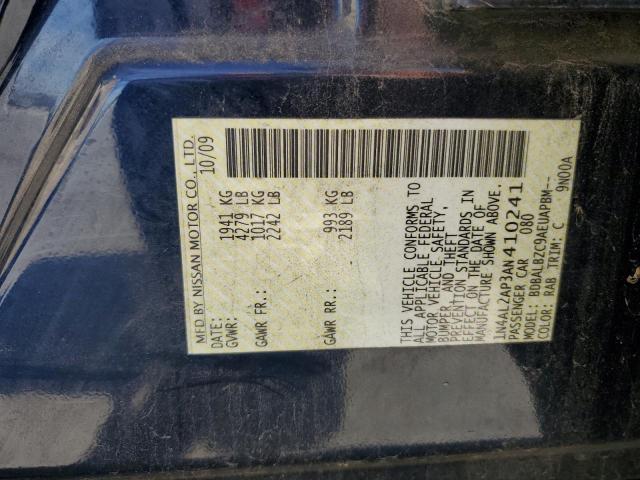 MFD BY NISSAN MOTOR CO., LTD.
DATE: 10/09
GVWR: 1941 KG
4279 LB
GAWR FR.: 1017 KG
2242 LB
GAWR RR.: 993 KG
2189 LB
THIS VEHICLE CONFORMS TO
ALL APPLICABLE FEDERAL
MOTOR VEHICLE SAFETY,
BUMPER, AND THEFT
PREVENTION STANDARDS IN
EFFECT ON THE DATE OF
MANUFACTURE SHOWN ABOVE.
1N4AL2AP3AN410241
PASSENGER CAR 080
MODEL: BDBALBZC9AEUAPBM--
COLOR: RAB TRIM: C 9N00A